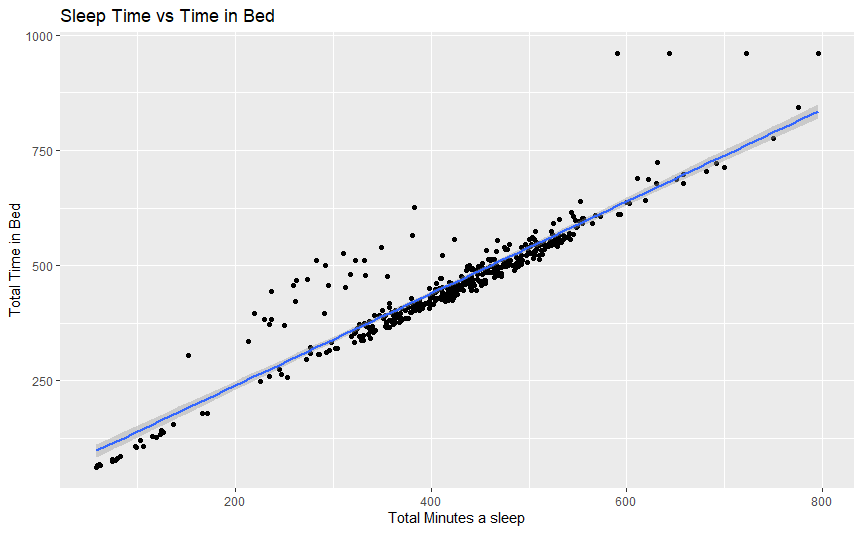 Sleep Time vs Time in Bed
1000
750
500
250
Total Time in Bed
200 400 600 800
Total Minutes a sleep